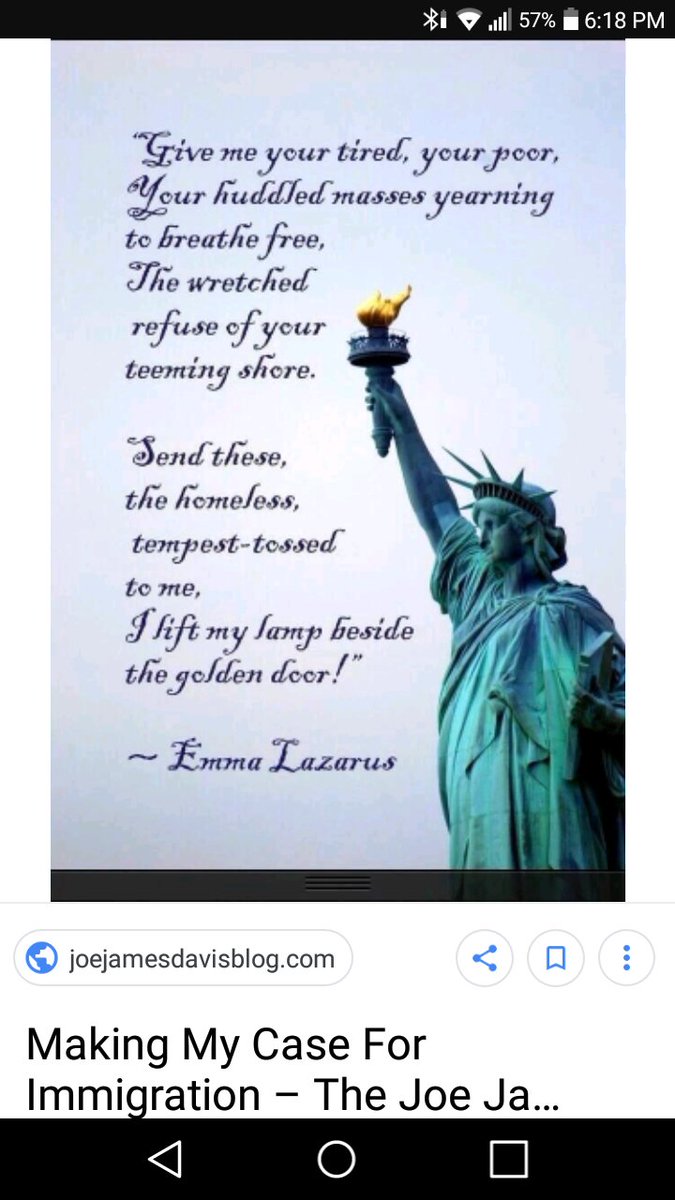 57% 6:18 PM
"Give me your tired, your poor,
Your huddled masses yearning
to breathe free,
The wretched
refuse of your
teeming shore.
Send these,
the homeless,
tempest-tossed
to me,
I lift my lamp beside
the golden door!"
~ Emma Lazarus
joejamesdavisblog.com
Making My Case For
Immigration – The Joe Ja...